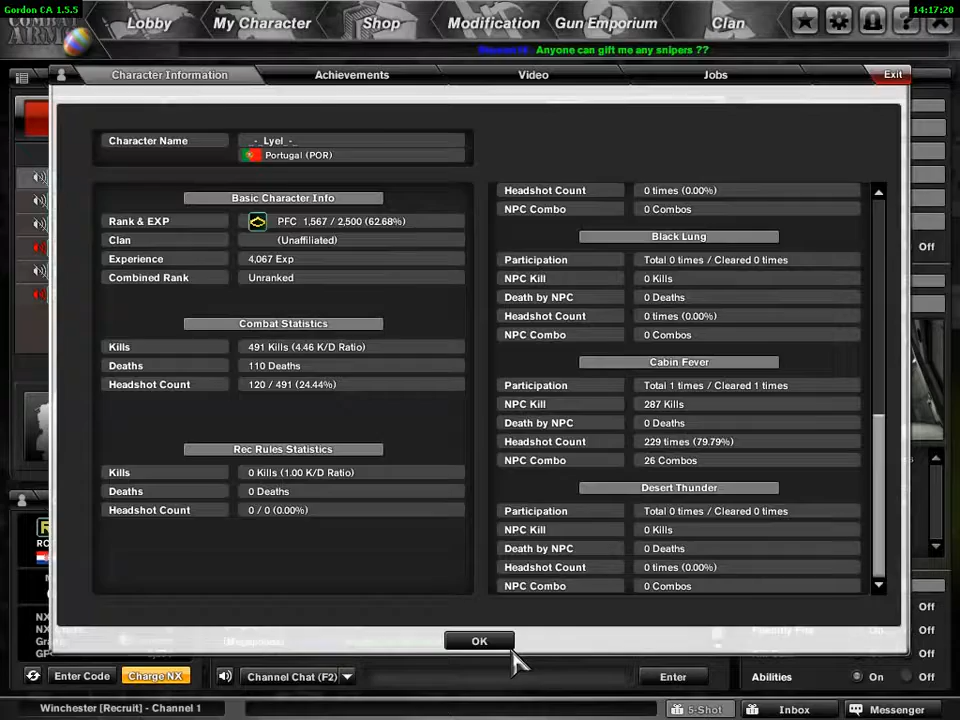 Gordon CA 1.5.5
14:17:20
COMBAT ARMS
Lobby
My Character
Shop
Modification
Gun Emporium
Clan
Anyone can gift me any snipers ??
Character Information
Achievements
Video
Jobs
Exit
Character Name
_-_Lyel_-_
Portugal (POR)
Basic Character Info
Rank & EXP
PFC 1,567 / 2,500 (62.68%)
Clan
(Unaffiliated)
Experience
4,067 Exp
Combined Rank
Unranked
Combat Statistics
Kills
491 Kills (4.46 K/D Ratio)
Deaths
110 Deaths
Headshot Count
120 / 491 (24.44%)
Rec Rules Statistics
Kills
0 Kills (1.00 K/D Ratio)
Deaths
0 Deaths
Headshot Count
0 / 0 (0.00%)
Headshot Count
0 times (0.00%)
NPC Combo
0 Combos
Black Lung
Participation
Total 0 times / Cleared 0 times
NPC Kill
0 Kills
Death by NPC
0 Deaths
Headshot Count
0 times (0.00%)
NPC Combo
0 Combos
Cabin Fever
Participation
Total 1 times / Cleared 1 times
NPC Kill
287 Kills
Death by NPC
0 Deaths
Headshot Count
229 times (79.79%)
NPC Combo
26 Combos
Desert Thunder
Participation
Total 0 times / Cleared 0 times
NPC Kill
0 Kills
Death by NPC
0 Deaths
Headshot Count
0 times (0.00%)
NPC Combo
0 Combos
OK
Off
Off
Off
Off
Enter Code
Charge NX
Channel Chat (F2)
Enter
Abilities
On
Off
Winchester [Recruit] - Channel 1
5-Shot
Inbox
Messenger